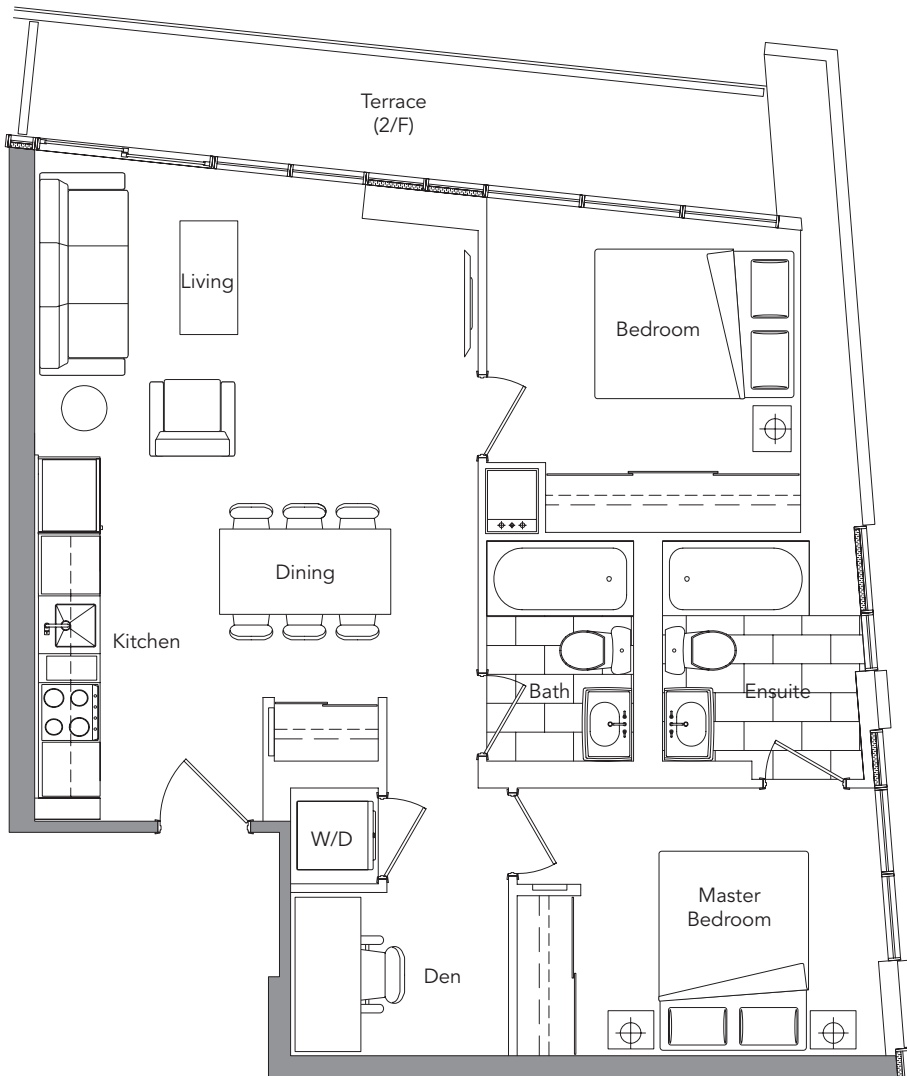 Terrace
(2/F)
Living
Bedroom
Dining
Kitchen
Bath
Ensuite
W/D
Master
Bedroom
Den